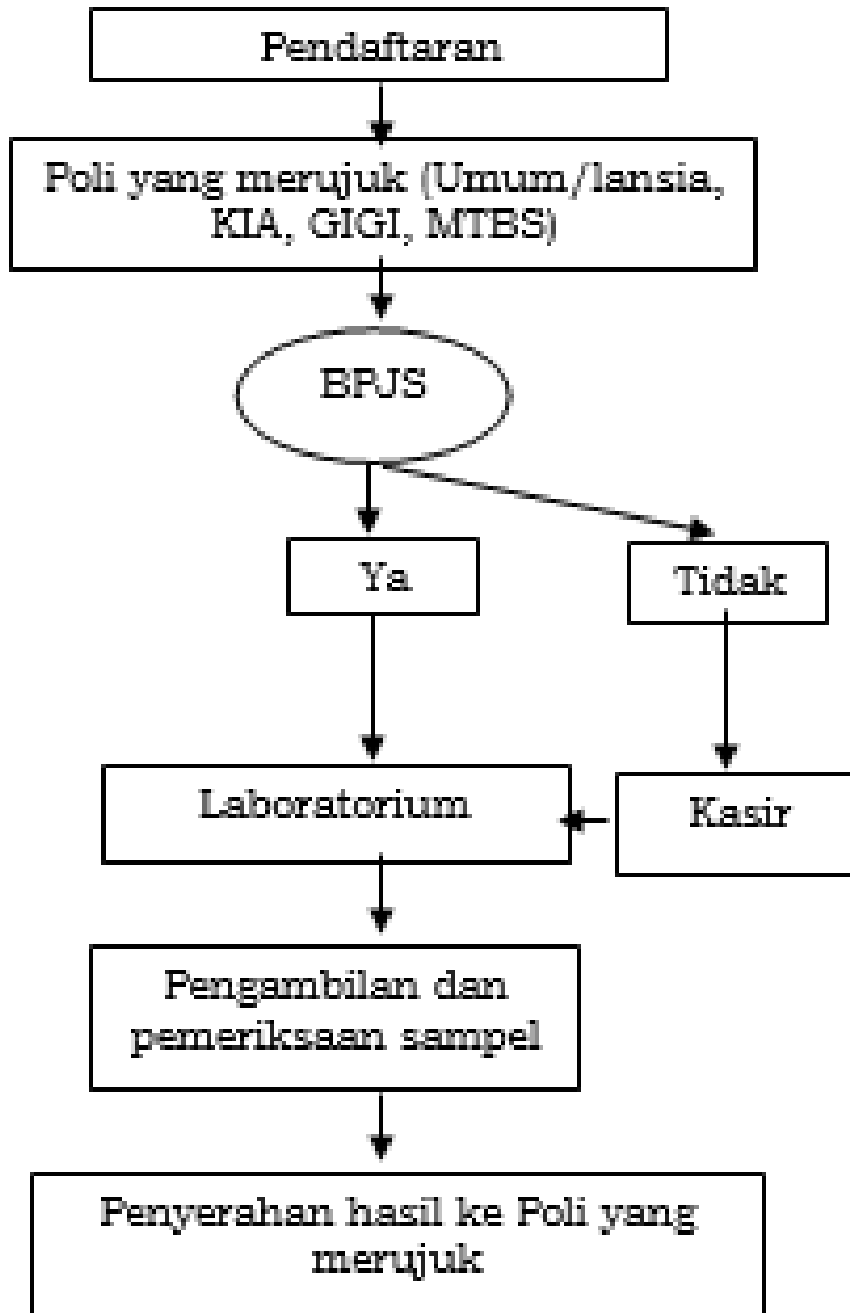 Pendaftaran
Poli yang merujuk (Umum/lansia,
KIA, GIGI, MTBS)
BPJS
Ya
Tidak
Laboratorium
Kasir
Pengambilan dan
pemeriksaan sampel
Penyerahan hasil ke Poli yang
merujuk